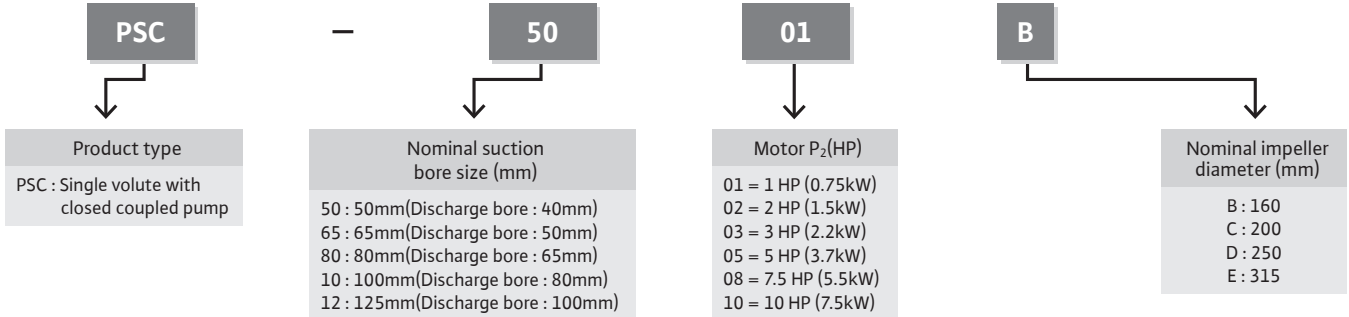 PSC – 50 01 B
Product type
PSC : Single volute with
closed coupled pump
Nominal suction
bore size (mm)
50 : 50mm(Discharge bore : 40mm)
65 : 65mm(Discharge bore : 50mm)
80 : 80mm(Discharge bore : 65mm)
10 : 100mm(Discharge bore : 80mm)
12 : 125mm(Discharge bore : 100mm)
Motor P₂(HP)
01 = 1 HP (0.75kW)
02 = 2 HP (1.5kW)
03 = 3 HP (2.2kW)
05 = 5 HP (3.7kW)
08 = 7.5 HP (5.5kW)
10 = 10 HP (7.5kW)
Nominal impeller
diameter (mm)
B : 160
C : 200
D : 250
E : 315